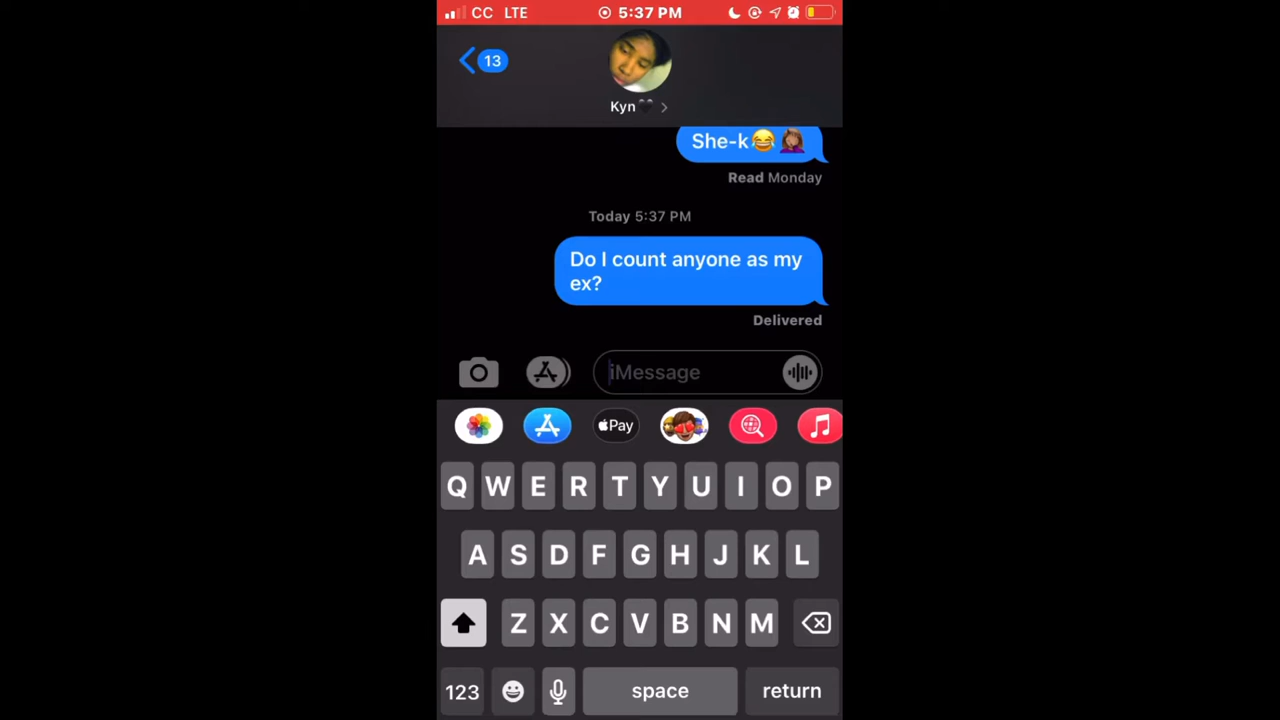 CC LTE 5:37 PM
13
Kyn🖤 >
She-k😂🤦🏾‍♀️
Read Monday
Today 5:37 PM
Do I count anyone as my
ex?
Delivered
iMessage
Pay
Q W E R T Y U I O P
A S D F G H J K L
Z X C V B N M
123 space return